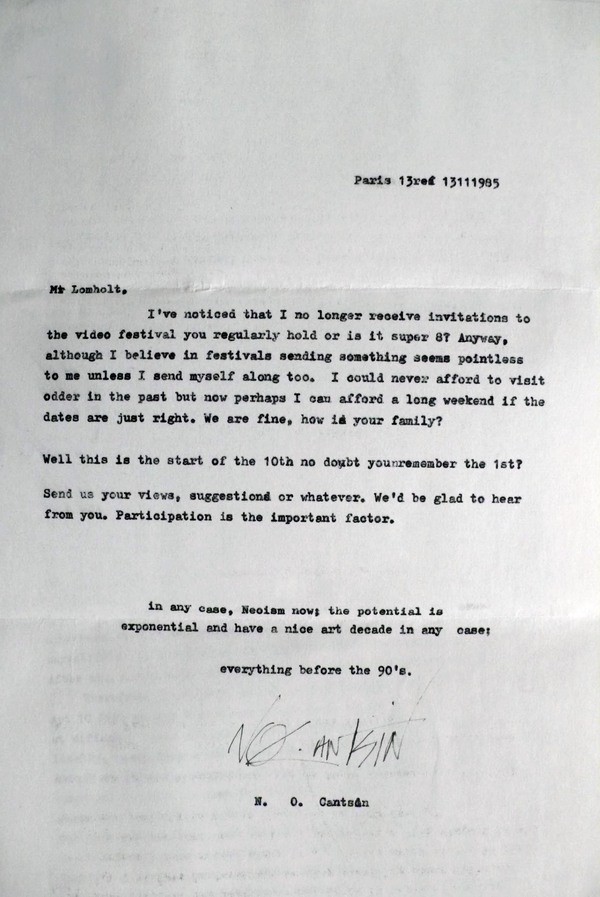 Paris 13red 13111985
Mr Lomholt,
I've noticed that I no longer receive invitations to
the video festival you regularly hold or is it super 8? Anyway,
although I believe in festivals sending something seems pointless
to me unless I send myself along too. I could never afford to visit
odder in the past but now perhaps I can afford a long weekend if the
dates are just right. We are fine, how is your family?
Well this is the start of the 10th no doubt younremember the 1st?
Send us your views, suggestions or whatever. We'd be glad to hear
from you. Participation is the important factor.
in any case, Neoism now; the potential is
exponential and have a nice art decade in any case;
everything before the 90's.
N. O. Cantsán